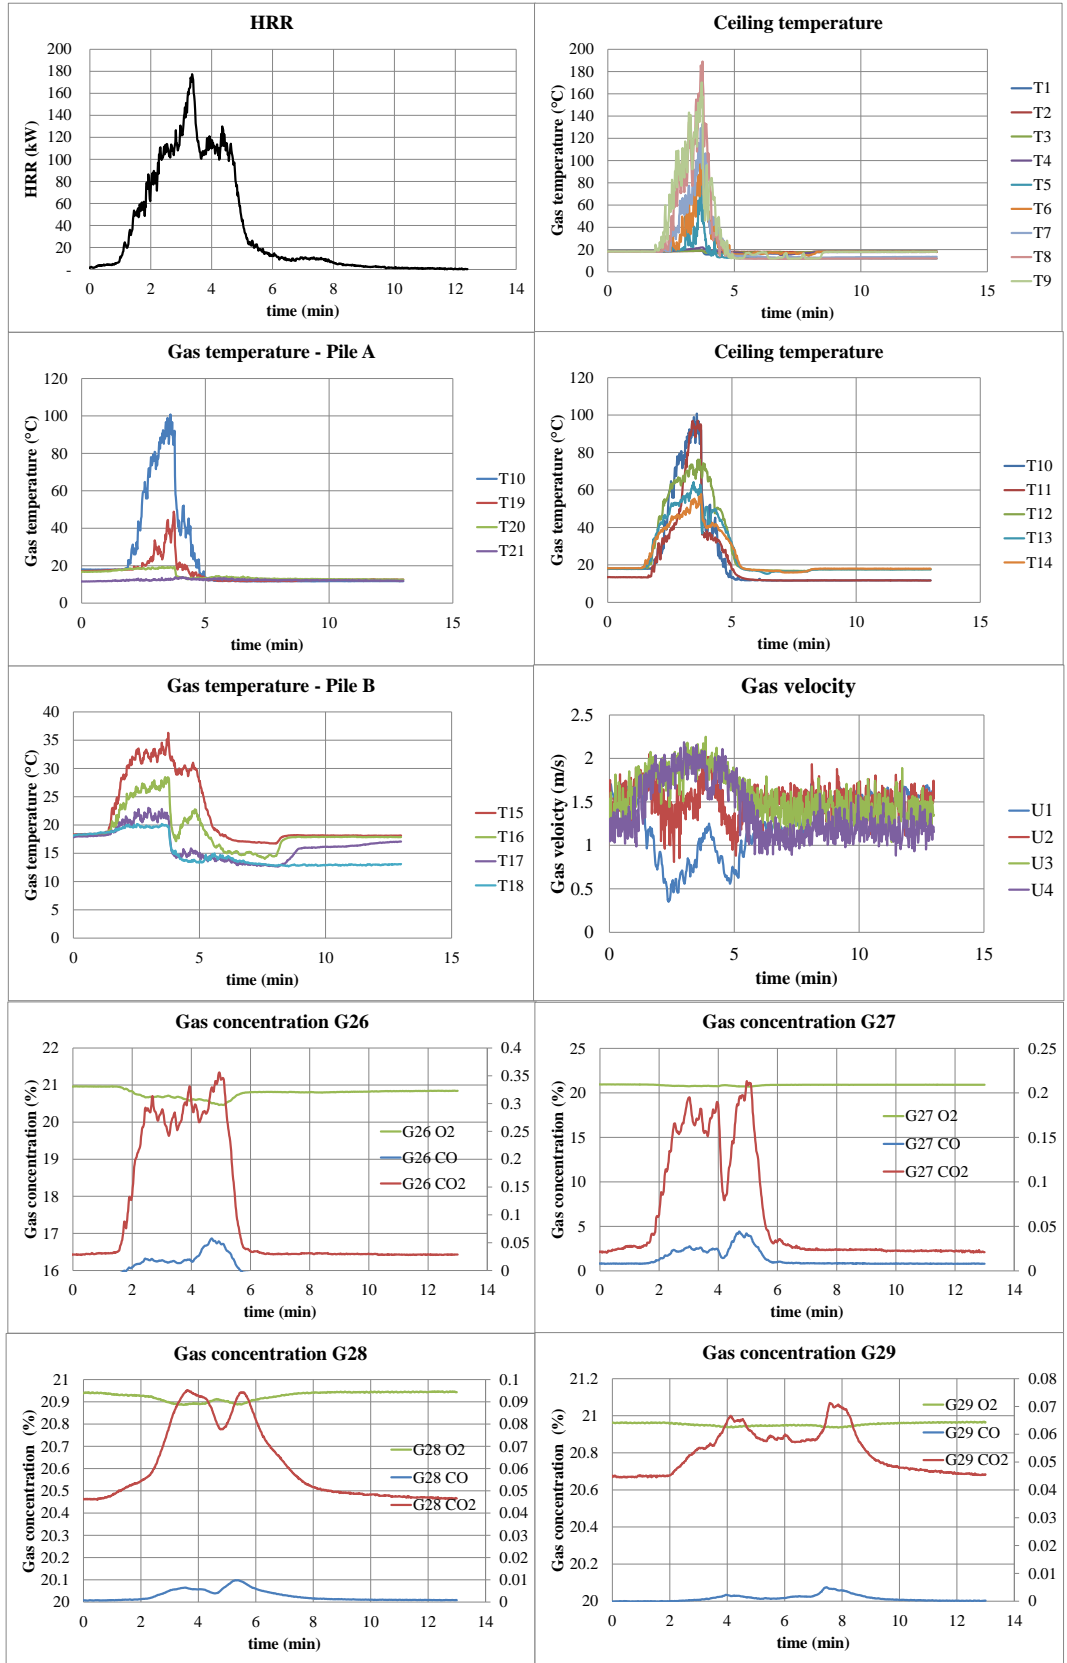 HRR
200
180
160
140
120
100
80
60
40
20
-
HRR (kW)
0 2 4 6 8 10 12 14
time (min)
Ceiling temperature
200
180
160
140
120
100
80
60
40
20
0
Gas temperature (°C)
0 5 10 15
time (min)
T1
T2
T3
T4
T5
T6
T7
T8
T9
Gas temperature - Pile A
120
100
80
60
40
20
0
Gas temperature (°C)
0 5 10 15
time (min)
T10
T19
T20
T21
Ceiling temperature
120
100
80
60
40
20
0
Gas temperature (°C)
0 5 10 15
time (min)
T10
T11
T12
T13
T14
Gas temperature - Pile B
40
35
30
25
20
15
10
5
0
Gas temperature (°C)
0 5 10 15
time (min)
T15
T16
T17
T18
Gas velocity
2.5
2
1.5
1
0.5
0
Gas veloicty (m/s)
0 5 10 15
time (min)
U1
U2
U3
U4
Gas concentration G26
22
21
20
19
18
17
16
Gas concentration (%)
0.4
0.3
0.2
0.1
0
0 2 4 6 8 10 12 14
time (min)
G26 O2
G26 CO
G26 CO2
Gas concentration G27
25
20
15
10
5
0
Gas concentration (%)
0.25
0.2
0.15
0.1
0.05
0
0 2 4 6 8 10 12 14
time (min)
G27 O2
G27 CO
G27 CO2
Gas concentration G28
21
20.9
20.8
20.7
20.6
20.5
20.4
20.3
20.2
20.1
20
Gas concentration (%)
0.1
0.09
0.08
0.07
0.06
0.05
0.04
0.03
0.02
0.01
0
0 2 4 6 8 10 12 14
time (min)
G28 O2
G28 CO
G28 CO2
Gas concentration G29
21.2
21
20.8
20.6
20.4
20.2
20
Gas concentration (%)
0.08
0.07
0.06
0.05
0.04
0.03
0.02
0.01
0
0 2 4 6 8 10 12 14
time (min)
G29 O2
G29 CO
G29 CO2